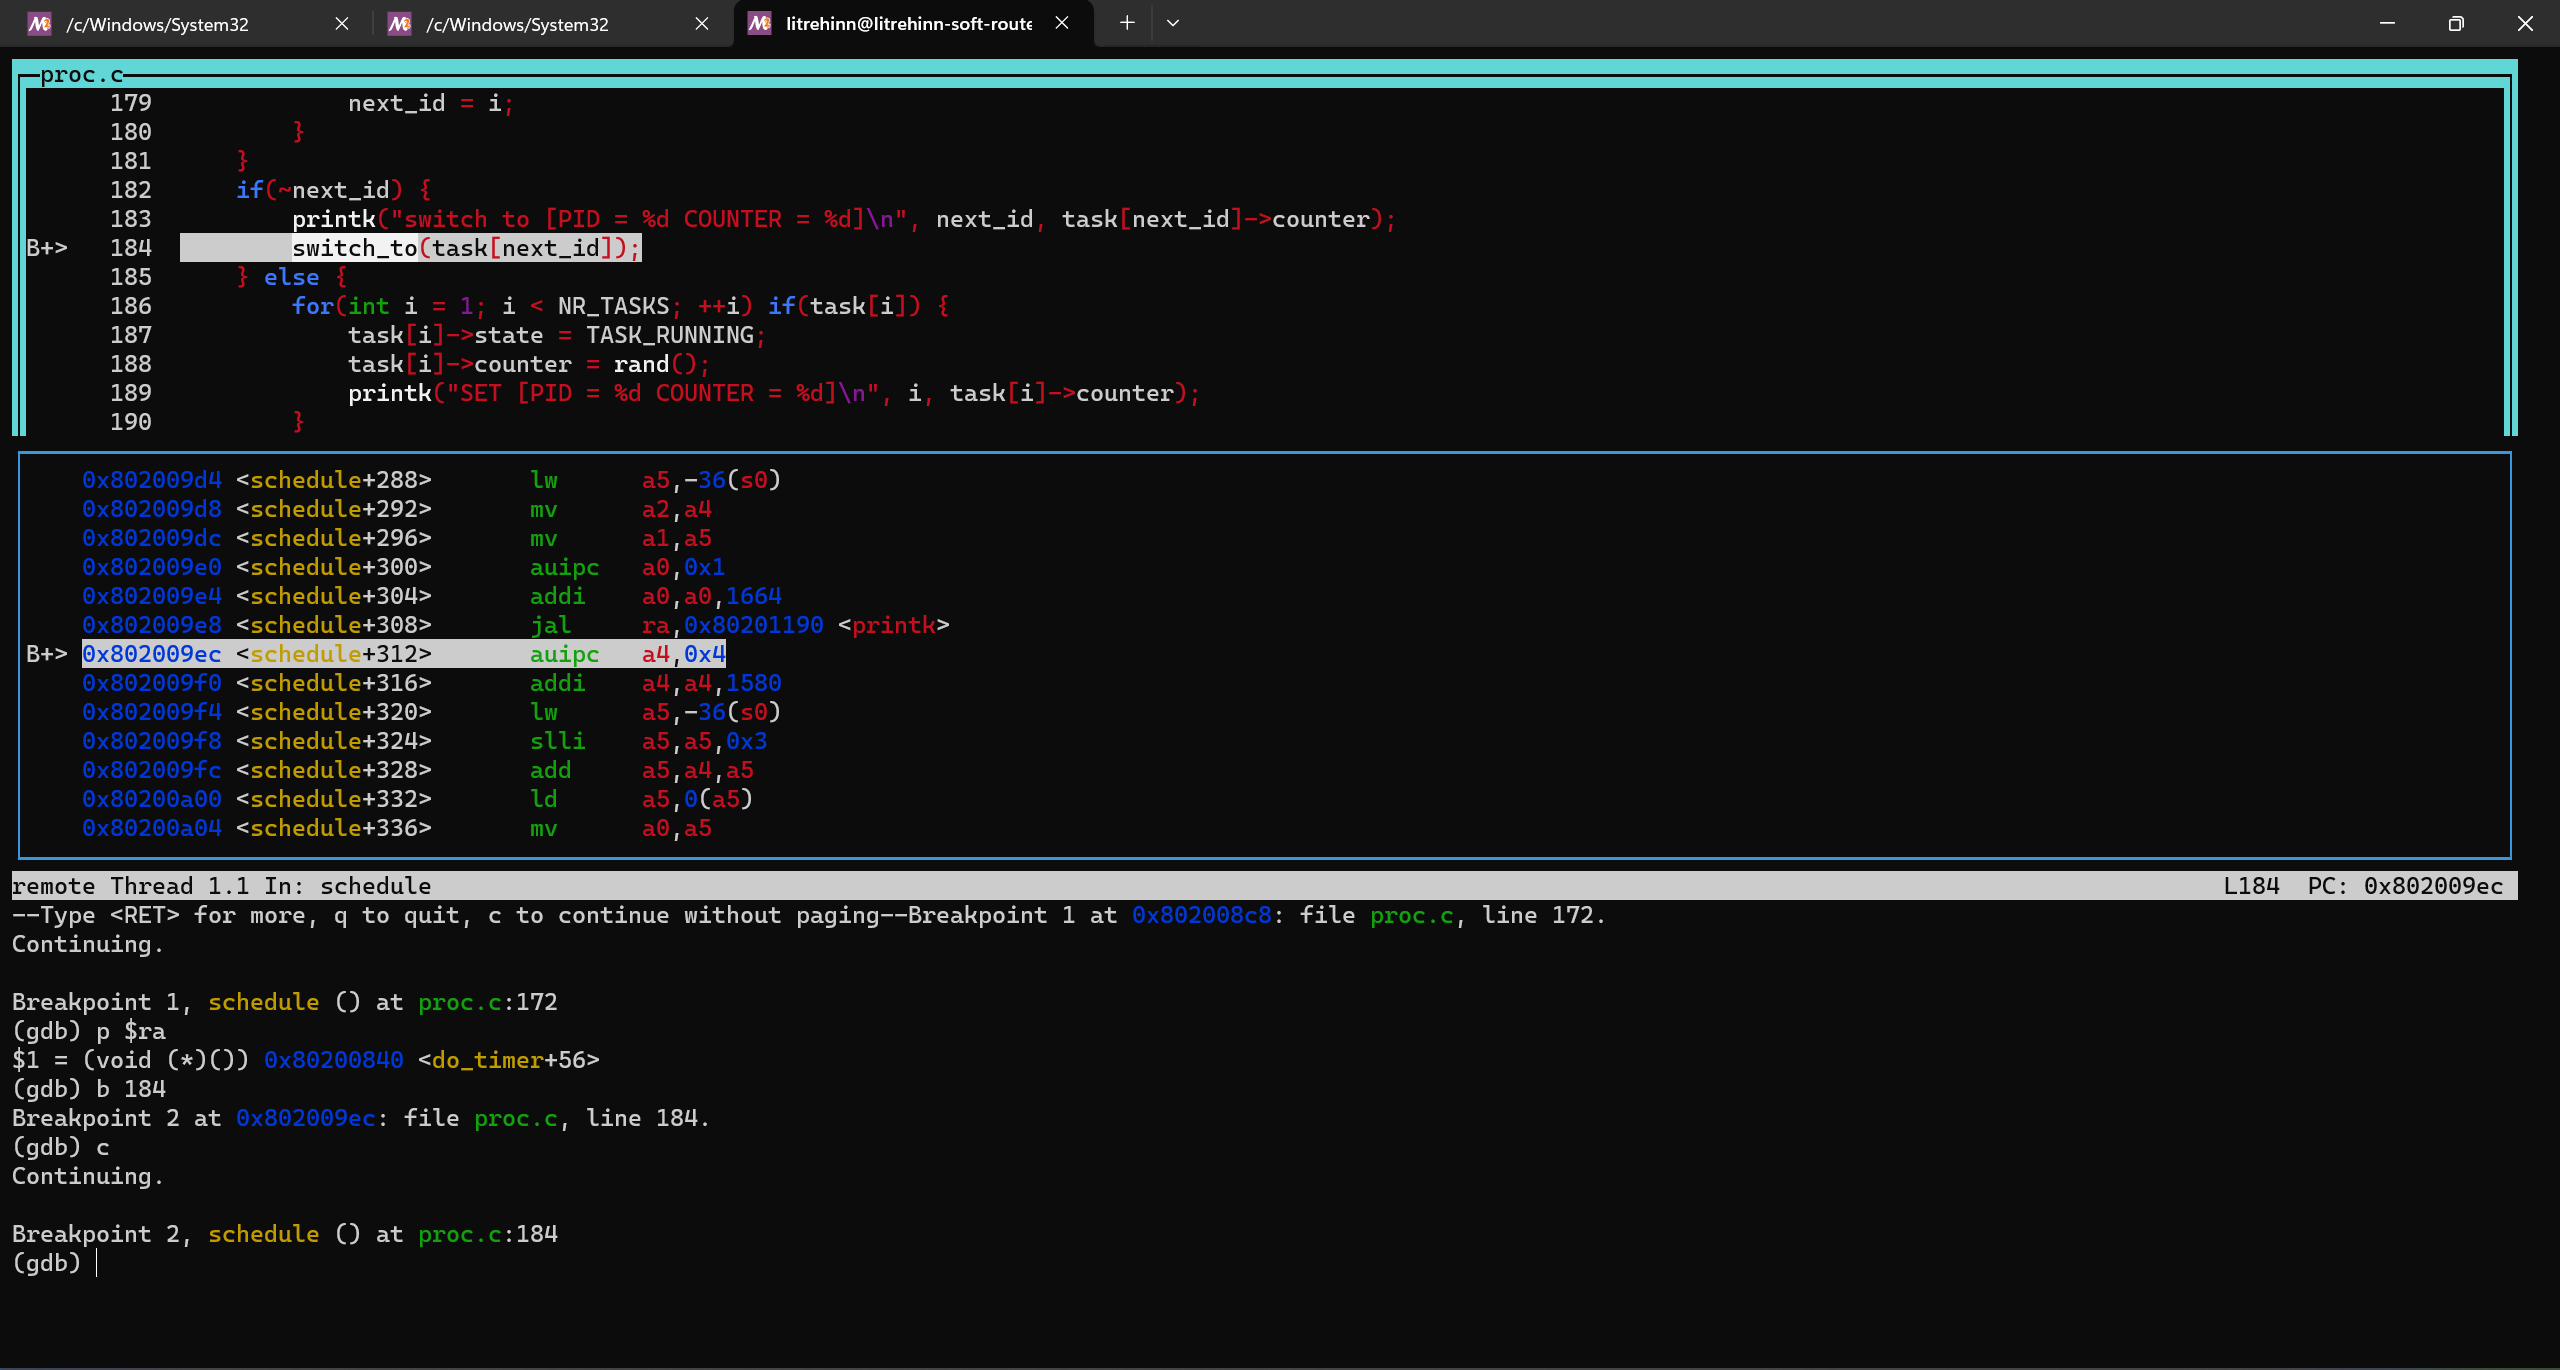 /c/Windows/System32
/c/Windows/System32
litrehinn@litrehinn-soft-route
proc.c
179 next_id = i;
180 }
181 }
182 if(~next_id) {
183 printk("switch to [PID = %d COUNTER = %d]\n", next_id, task[next_id]->counter);
B+> 184 switch_to(task[next_id]);
185 } else {
186 for(int i = 1; i < NR_TASKS; ++i) if(task[i]) {
187 task[i]->state = TASK_RUNNING;
188 task[i]->counter = rand();
189 printk("SET [PID = %d COUNTER = %d]\n", i, task[i]->counter);
190 }
0x802009d4 <schedule+288> lw a5,-36(s0)
0x802009d8 <schedule+292> mv a2,a4
0x802009dc <schedule+296> mv a1,a5
0x802009e0 <schedule+300> auipc a0,0x1
0x802009e4 <schedule+304> addi a0,a0,1664
0x802009e8 <schedule+308> jal ra,0x80201190 <printk>
B+> 0x802009ec <schedule+312> auipc a4,0x4
0x802009f0 <schedule+316> addi a4,a4,1580
0x802009f4 <schedule+320> lw a5,-36(s0)
0x802009f8 <schedule+324> slli a5,a5,0x3
0x802009fc <schedule+328> add a5,a4,a5
0x80200a00 <schedule+332> ld a5,0(a5)
0x80200a04 <schedule+336> mv a0,a5
remote Thread 1.1 In: schedule L184 PC: 0x802009ec
--Type <RET> for more, q to quit, c to continue without paging--Breakpoint 1 at 0x802008c8: file proc.c, line 172.
Continuing.
Breakpoint 1, schedule () at proc.c:172
(gdb) p $ra
$1 = (void (*)()) 0x80200840 <do_timer+56>
(gdb) b 184
Breakpoint 2 at 0x802009ec: file proc.c, line 184.
(gdb) c
Continuing.
Breakpoint 2, schedule () at proc.c:184
(gdb)